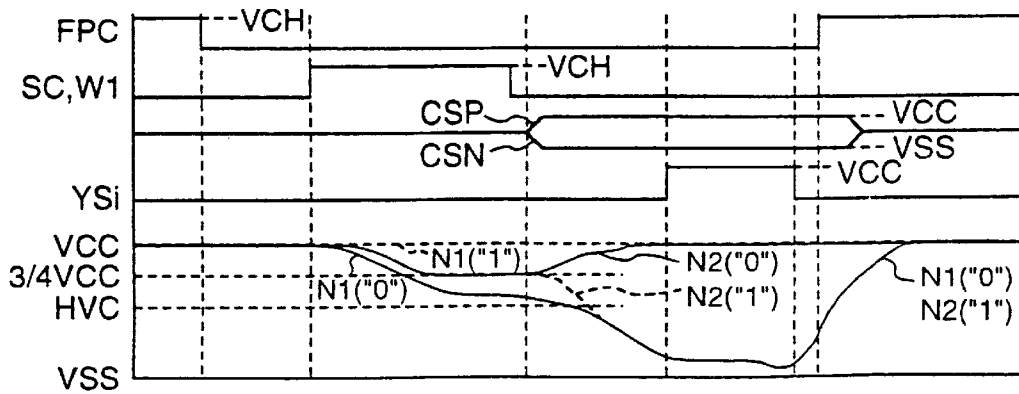 FPC
VCH
SC,W1
VCH
CSP
VCC
CSN
VSS
YSi
VCC
VCC
N1("1")
N2("0")
3/4VCC
N1("0")
N2("1")
N1("0")
HVC
N2("1")
VSS